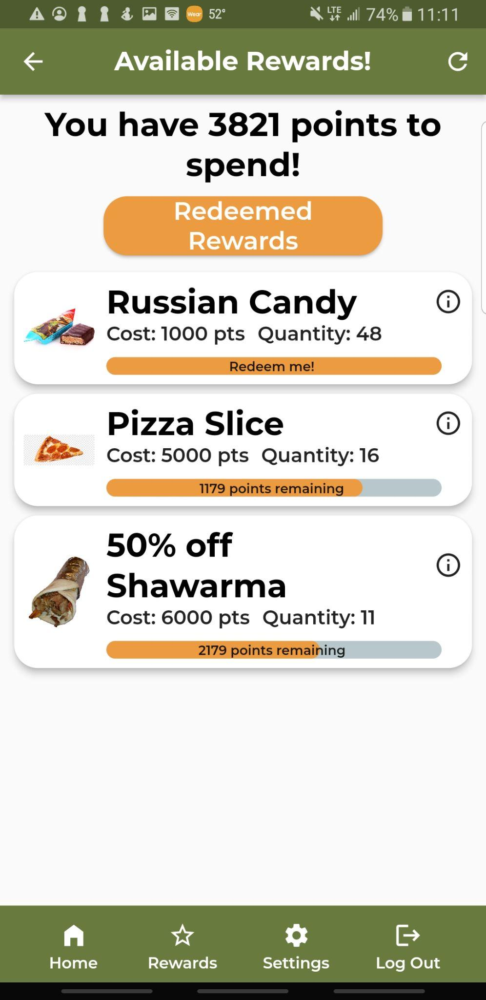 Wear 52° LTE 74% 11:11
Available Rewards!
You have 3821 points to
spend!
Redeemed
Rewards
Russian Candy
Cost: 1000 pts Quantity: 48
Redeem me!
Pizza Slice
Cost: 5000 pts Quantity: 16
1179 points remaining
50% off
Shawarma
Cost: 6000 pts Quantity: 11
2179 points remaining
Home Rewards Settings Log Out